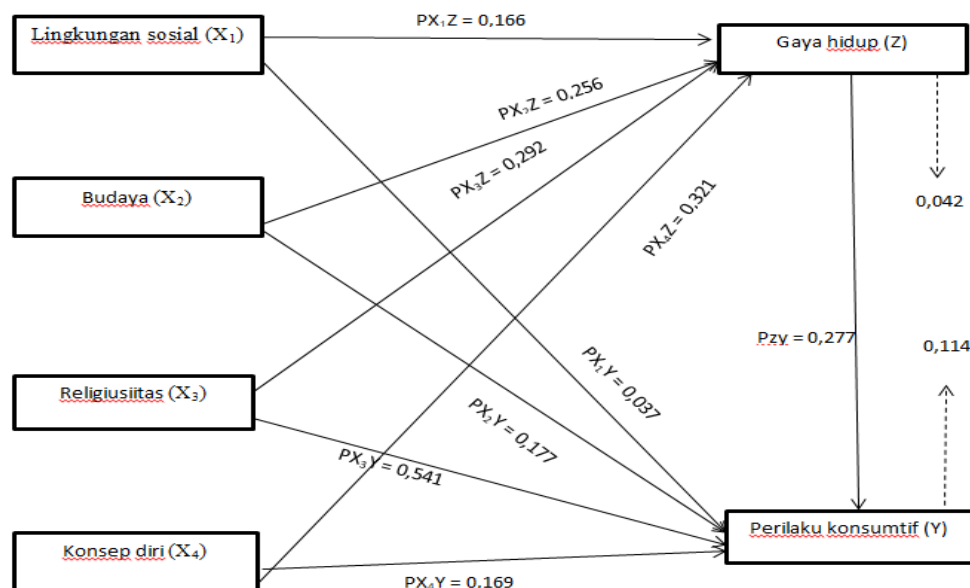 PX₁Z = 0,166
Lingkungan sosial (X₁)
Gaya hidup (Z)
PX₂Z = 0,256
PX₃Z = 0,292
Budaya (X₂)
PX₄Z = 0,321
0,042
Pzy = 0,277
0,114
PX₁Y = 0,037
Religiusiitas (X₃)
PX₂Y = 0,177
PX₃Y = 0,541
Perilaku konsumtif (Y)
Konsep diri (X₄)
PX₄Y = 0,169